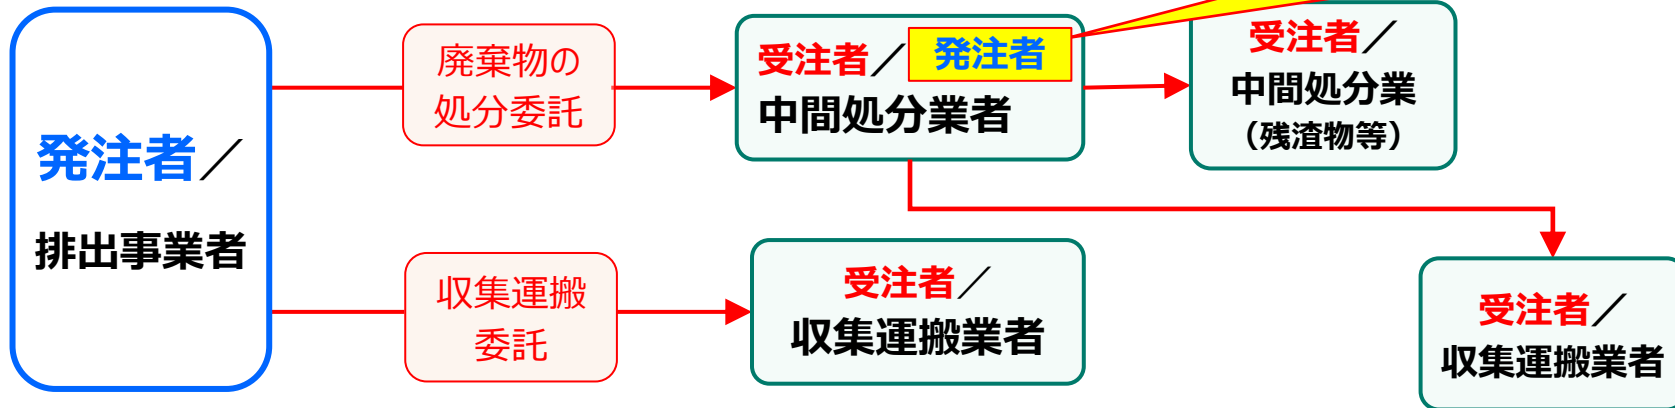 発注者／
排出事業者
廃棄物の
処分委託
受注者／発注者
中間処分業者
受注者／
中間処分業
（残渣物等）
収集運搬
委託
受注者／
収集運搬業者
受注者／
収集運搬業者